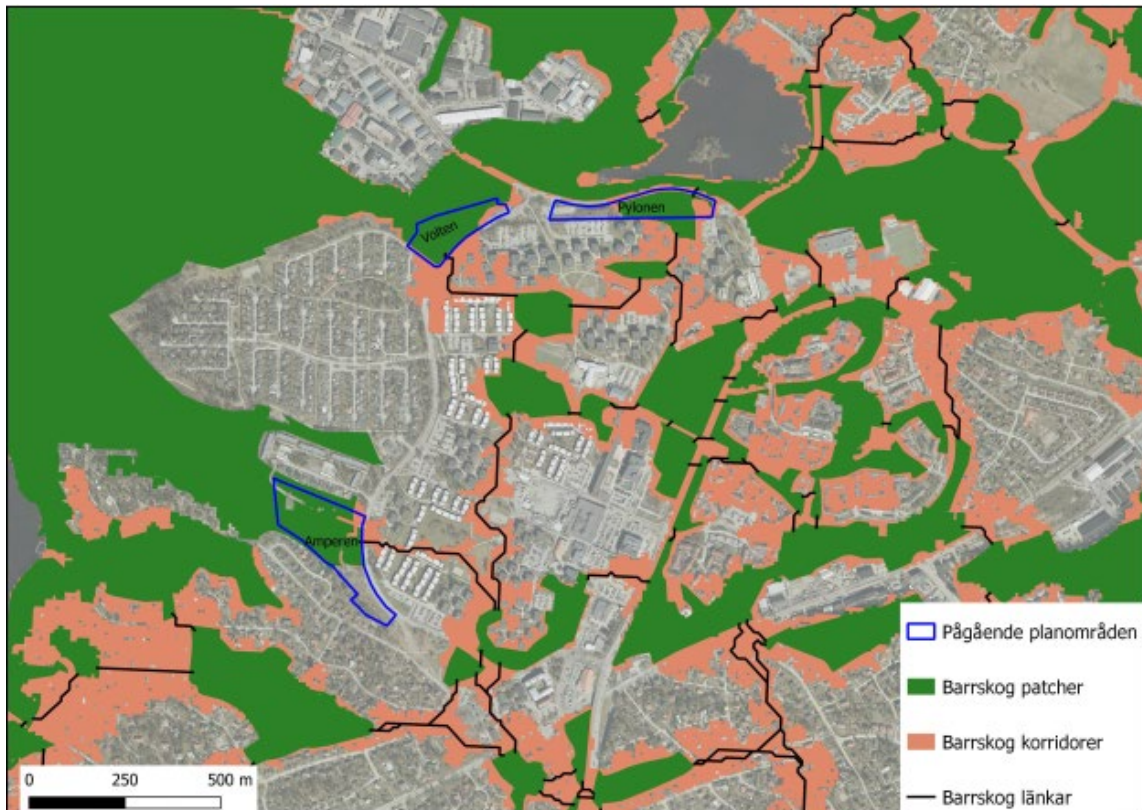 Volten
Pylonen
Amperen
Pågående planområden
Barrskog patcher
Barrskog korridorer
Barrskog länkar
0 250 500 m